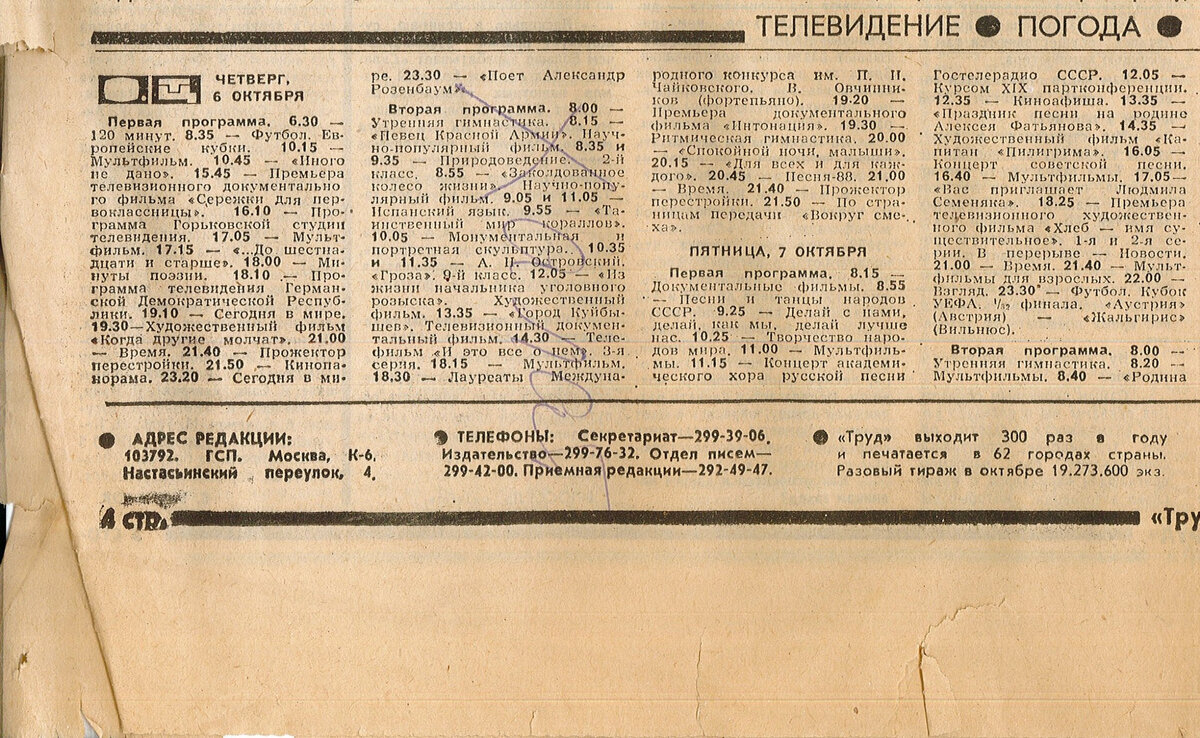 ТЕЛЕВИДЕНИЕ ● ПОГОДА ●
ЧЕТВЕРГ,
6 ОКТЯБРЯ
Первая программа. 6.30 —
120 минут. 8.35 — Футбол. Ев-
ропейские кубки. 10.15 —
Мультфильм. 10.45 — «Иного
не дано». 15.45 — Премьера
телевизионного документально-
го фильма «Сережки для пер-
воклассницы». 16.10 — Про-
грамма Горьковской студии
телевидения. 17.05 — Мульт-
фильм. 17.15 — «...До шестна-
дцати и старше». 18.00 — Ми-
нуты поэзии. 18.10 — Про-
грамма телевидения Герман-
ской Демократической Респуб-
лики. 19.10 — Сегодня в мире.
19.30—Художественный фильм
«Когда другие молчат». 21.00
— Время. 21.40 — Прожектор
перестройки. 21.50 — Кинопа-
норама. 23.20 — Сегодня в ми-
ре. 23.30 — «Поет Александр
Розенбаум».
Вторая программа. 8.00 —
Утренняя гимнастика. 8.15 —
«Певец Красной Армии». Науч-
но-популярный фильм. 8.35 и
9.35 — Природоведение. 2-й
класс. 8.55 — «Заколдованное
колесо жизни». Научно-попу-
лярный фильм. 9.05 и 11.05 —
Испанский язык. 9.55 — «Та-
инственный мир кораллов».
10.05 — Монументальная и
портретная скульптура. 10.35
и 11.35 — А. Н. Островский.
«Гроза». 9-й класс. 12.05 — «Из
жизни начальника уголовного
розыска». Художественный
фильм. 13.35 — «Город Куйбы-
шев». Телевизионный докумен-
тальный фильм. 14.30 — Теле-
фильм «И это все о нем». 3-я
серия. 18.15 — Мультфильм.
18.30 — Лауреаты Междуна-
родного конкурса им. П. И.
Чайковского. В. Овчинни-
ков (фортепьяно). 19.20 —
Премьера документального
фильма «Интонация». 19.30 —
Ритмическая гимнастика. 20.00
— «Спокойной ночи, малыши».
20.15 — «Для всех и для каж-
дого». 20.45 — Песня-88. 21.00
— Время. 21.40 — Прожектор
перестройки. 21.50 — По стра-
ницам передачи «Вокруг сме-
ха».
ПЯТНИЦА, 7 ОКТЯБРЯ
Первая программа. 8.15 —
Документальные фильмы. 8.55
— Песни и танцы народов
СССР. 9.25 — Делай с нами,
делай, как мы, делай лучше
нас. 10.25 — Творчество наро-
дов мира. 11.00 — Мультфиль-
мы. 11.15 — Концерт академи-
ческого хора русской песни
Гостелерадио СССР. 12.05 —
Курсом XIX партконференции.
12.35 — Киноафиша. 13.35 —
«Праздник песни на родине
Алексея Фатьянова». 14.35 —
Художественный фильм «Ка-
питан «Пилигрима». 16.05 —
Концерт советской песни.
16.40 — Мультфильмы. 17.05—
«Вас приглашает Людмила
Семеняка». 18.25 — Премьера
телевизионного художествен-
ного фильма «Хлеб — имя су-
ществительное». 1-я и 2-я се-
рии. В перерыве — Новости.
21.00 — Время. 21.40 — Мульт-
фильмы для взрослых. 22.00 —
Взгляд. 23.30 — Футбол. Кубок
УЕФА. 1/32 финала. «Аустрия»
(Австрия) — «Жальгирис»
(Вильнюс).
Вторая программа. 8.00 —
Утренняя гимнастика. 8.20 —
Мультфильмы. 8.40 — «Родина
● АДРЕС РЕДАКЦИИ:
103792. ГСП. Москва, К-6,
Настасьинский переулок, 4.
● ТЕЛЕФОНЫ: Секретариат—299-39-06.
Издательство—299-76-32. Отдел писем—
299-42-00. Приемная редакции—292-49-47.
● «Труд» выходит 300 раз в году
и печатается в 62 городах страны.
Разовый тираж в октябре 19.273.600 экз.
4 СТР.
«Тру